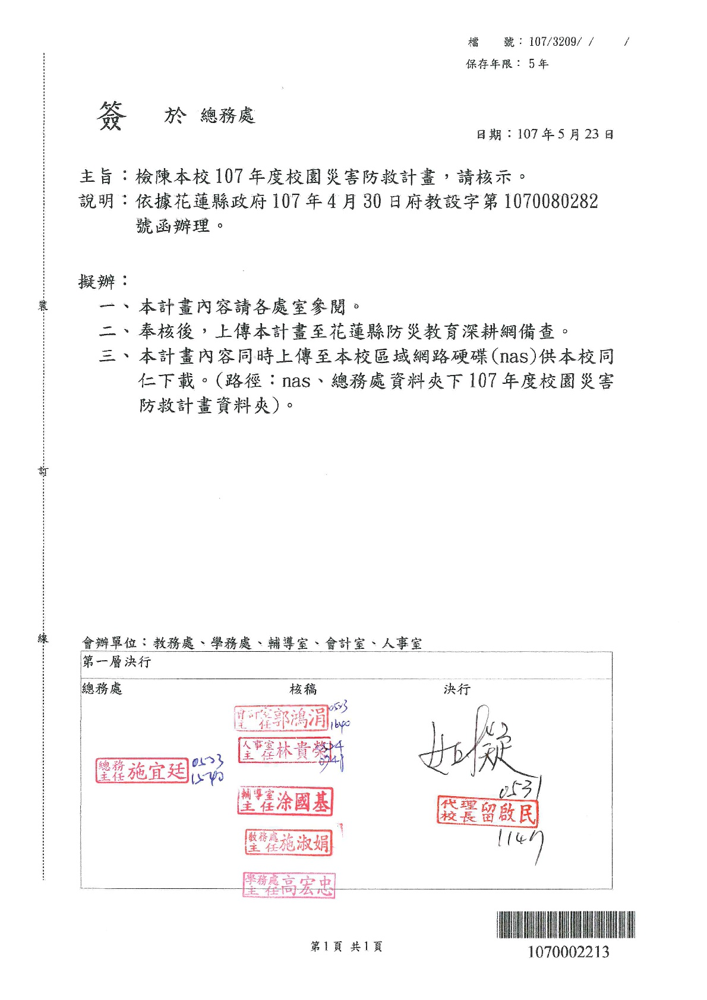 檔　　號：107/3209/ /　　/
保存年限：5年
簽　於 總務處
日期：107年5月23日
主旨：檢陳本校107年度校園災害防救計畫，請核示。
說明：依據花蓮縣政府107年4月30日府教設字第1070080282
號函辦理。
擬辦：
一、本計畫內容請各處室參閱。
二、奉核後，上傳本計畫至花蓮縣防災教育深耕網備查。
三、本計畫內容同時上傳至本校區域網路硬碟(nas)供本校同
仁下載。(路徑：nas、總務處資料夾下107年度校園災害
防救計畫資料夾)。
裝
訂
線
會辦單位：教務處、學務處、輔導室、會計室、人事室
第一層決行
總務處　核稿　決行
總務主任 施宜廷 0523
1540
會計室主任 郭鴻涓 0523
1640
人事室主任 林貴榮 0524
輔導室主任 涂國基
教務處主任 施淑娟
學務處主任 高宏忠
如擬
0531
代理校長 留啟民
1147
第1頁 共1頁
1070002213